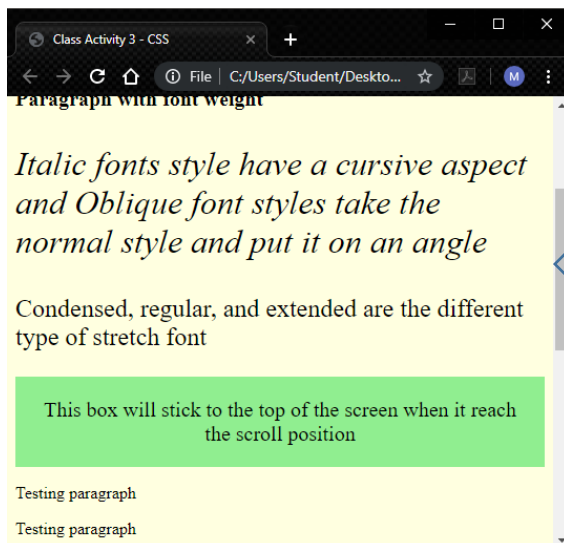 Class Activity 3 - CSS
File C:/Users/Student/Deskto...
M
Paragraph with font weight
Italic fonts style have a cursive aspect
and Oblique font styles take the
normal style and put it on an angle
Condensed, regular, and extended are the different
type of stretch font
This box will stick to the top of the screen when it reach
the scroll position
Testing paragraph
Testing paragraph